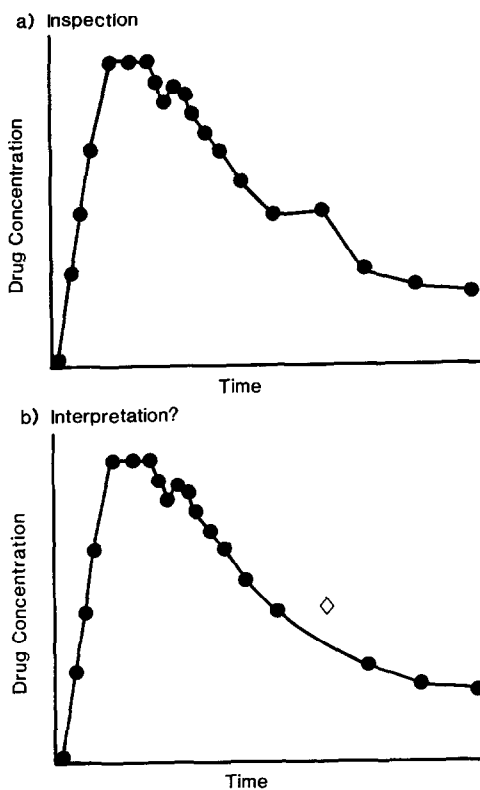 a) Inspection
Drug Concentration
Time
b) Interpretation?
Drug Concentration
Time